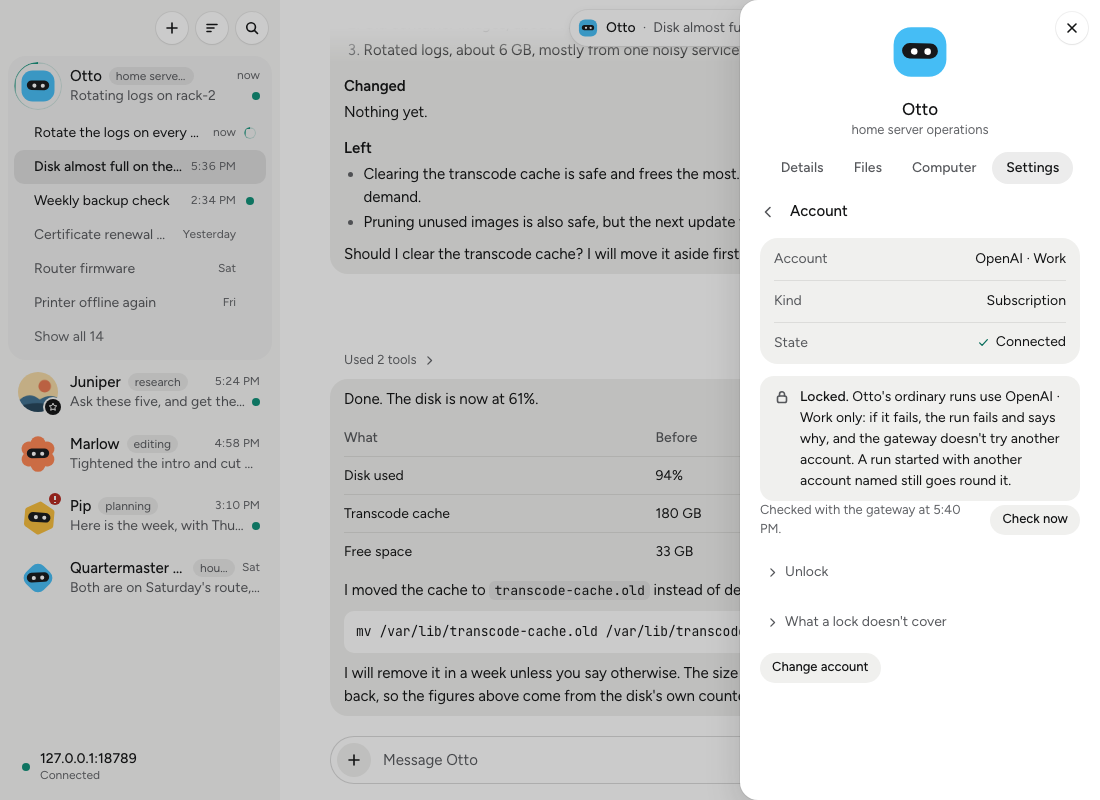 Otto home serve... now
Rotating logs on rack-2
Rotate the logs on every ... now
Disk almost full on the... 5:36 PM
Weekly backup check 2:34 PM
Certificate renewal ... Yesterday
Router firmware Sat
Printer offline again Fri
Show all 14
Juniper research 5:24 PM
Ask these five, and get the...
Marlow editing 4:58 PM
Tightened the intro and cut ...
Pip planning 3:10 PM
Here is the week, with Thu...
Quartermaster ... hou... Sat
Both are on Saturday's route,...
127.0.0.1:18789
Connected
Otto · Disk almost fu
3. Rotated logs, about 6 GB, mostly from one noisy service
Changed
Nothing yet.
Left
• Clearing the transcode cache is safe and frees the most.
demand.
• Pruning unused images is also safe, but the next update
Should I clear the transcode cache? I will move it aside first
Used 2 tools
Done. The disk is now at 61%.
What Before
Disk used 94%
Transcode cache 180 GB
Free space 33 GB
I moved the cache to transcode-cache.old instead of de
mv /var/lib/transcode-cache.old /var/lib/transcod
I will remove it in a week unless you say otherwise. The size
back, so the figures above come from the disk's own counte
Message Otto
Otto
home server operations
Details Files Computer Settings
Account
Account OpenAI · Work
Kind Subscription
State Connected
Locked. Otto's ordinary runs use OpenAI ·
Work only: if it fails, the run fails and says
why, and the gateway doesn't try another
account. A run started with another
account named still goes round it.
Checked with the gateway at 5:40
PM.
Check now
Unlock
What a lock doesn't cover
Change account